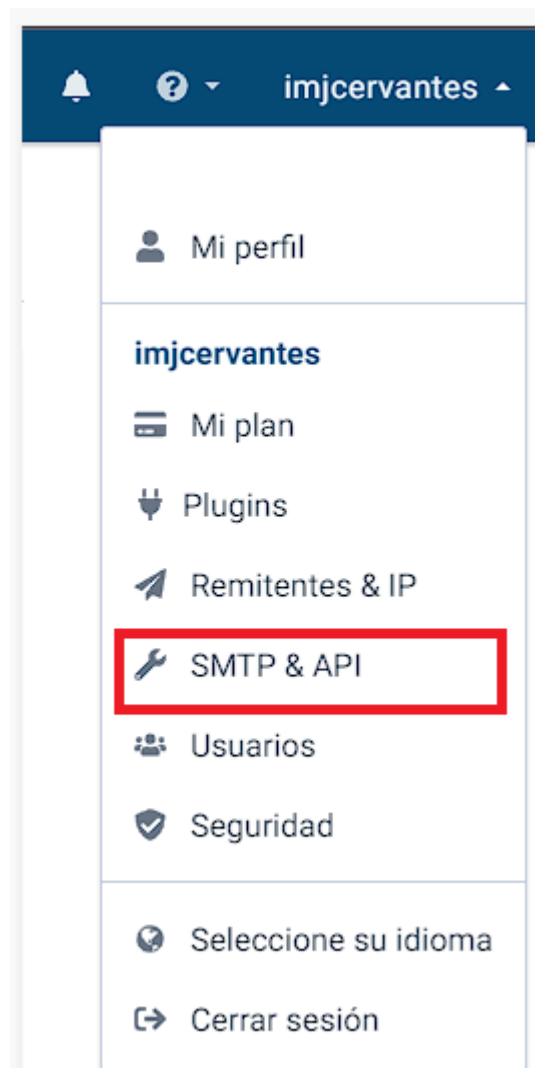 imjcervantes
Mi perfil
imjcervantes
Mi plan
Plugins
Remitentes & IP
SMTP & API
Usuarios
Seguridad
Seleccione su idioma
Cerrar sesión